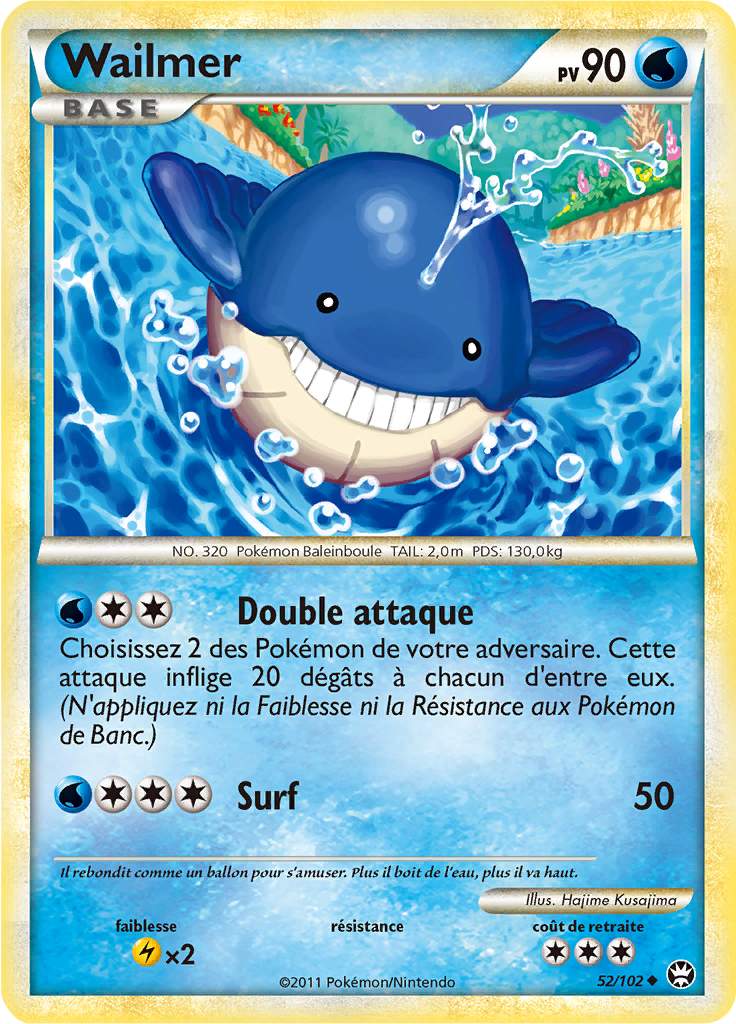 Wailmer
PV 90
BASE
NO. 320 Pokémon Baleinboule TAIL: 2,0m PDS: 130,0kg
Double attaque
Choisissez 2 des Pokémon de votre adversaire. Cette
attaque inflige 20 dégâts à chacun d'entre eux.
(N'appliquez ni la Faiblesse ni la Résistance aux Pokémon
de Banc.)
Surf 50
Il rebondit comme un ballon pour s'amuser. Plus il boit de l'eau, plus il va haut.
Illus. Hajime Kusajima
faiblesse résistance coût de retraite
×2
©2011 Pokémon/Nintendo
52/102